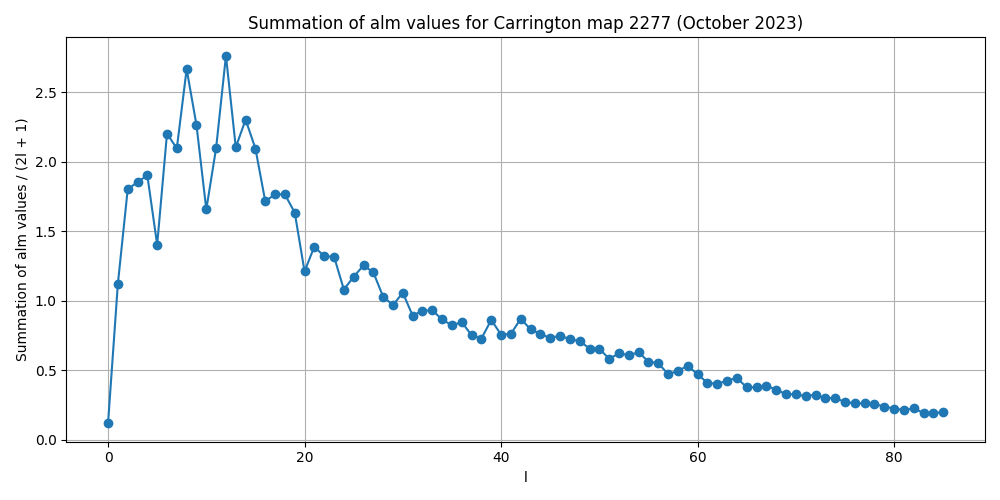 Summation of alm values for Carrington map 2277 (October 2023)
Summation of alm values / (2l + 1)
2.5
2.0
1.5
1.0
0.5
0.0
0 20 40 60 80
l